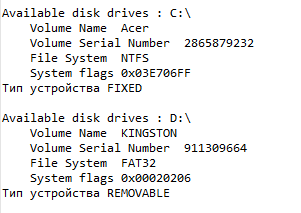 Available disk drives : C:\
Volume Name  Acer
Volume Serial Number  2865879232
File System  NTFS
System flags 0x03E706FF
Тип устройства FIXED
Available disk drives : D:\
Volume Name  KINGSTON
Volume Serial Number  911309664
File System  FAT32
System flags 0x00020206
Тип устройства REMOVABLE